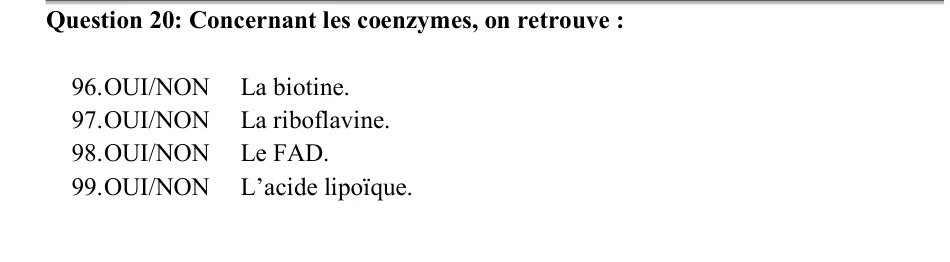 Question 20: Concernant les coenzymes, on retrouve :
96.OUI/NON La biotine.
97.OUI/NON La riboflavine.
98.OUI/NON Le FAD.
99.OUI/NON L’acide lipoïque.